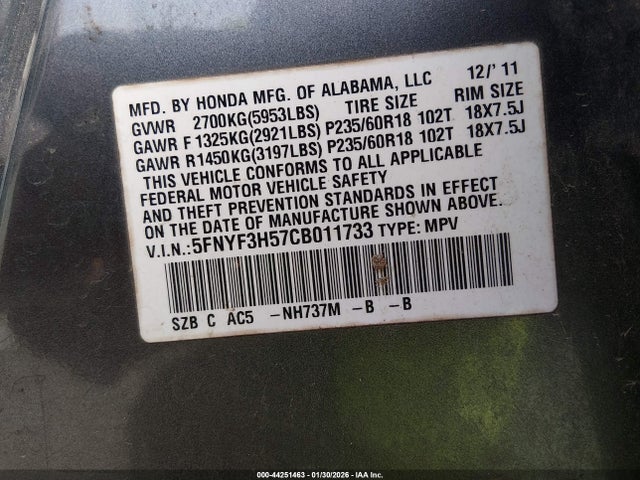 MFD. BY HONDA MFG. OF ALABAMA, LLC 12/' 11
GVWR 2700KG(5953LBS) TIRE SIZE RIM SIZE
GAWR F 1325KG(2921LBS) P235/60R18 102T 18X7.5J
GAWR R1450KG(3197LBS) P235/60R18 102T 18X7.5J
THIS VEHICLE CONFORMS TO ALL APPLICABLE
FEDERAL MOTOR VEHICLE SAFETY
AND THEFT PREVENTION STANDARDS IN EFFECT
ON THE DATE OF MANUFACTURE SHOWN ABOVE.
V.I.N.:5FNYF3H57CB011733 TYPE: MPV
SZB C AC5 -NH737M -B -B
000-44251463 - 01/30/2026 - IAA Inc.